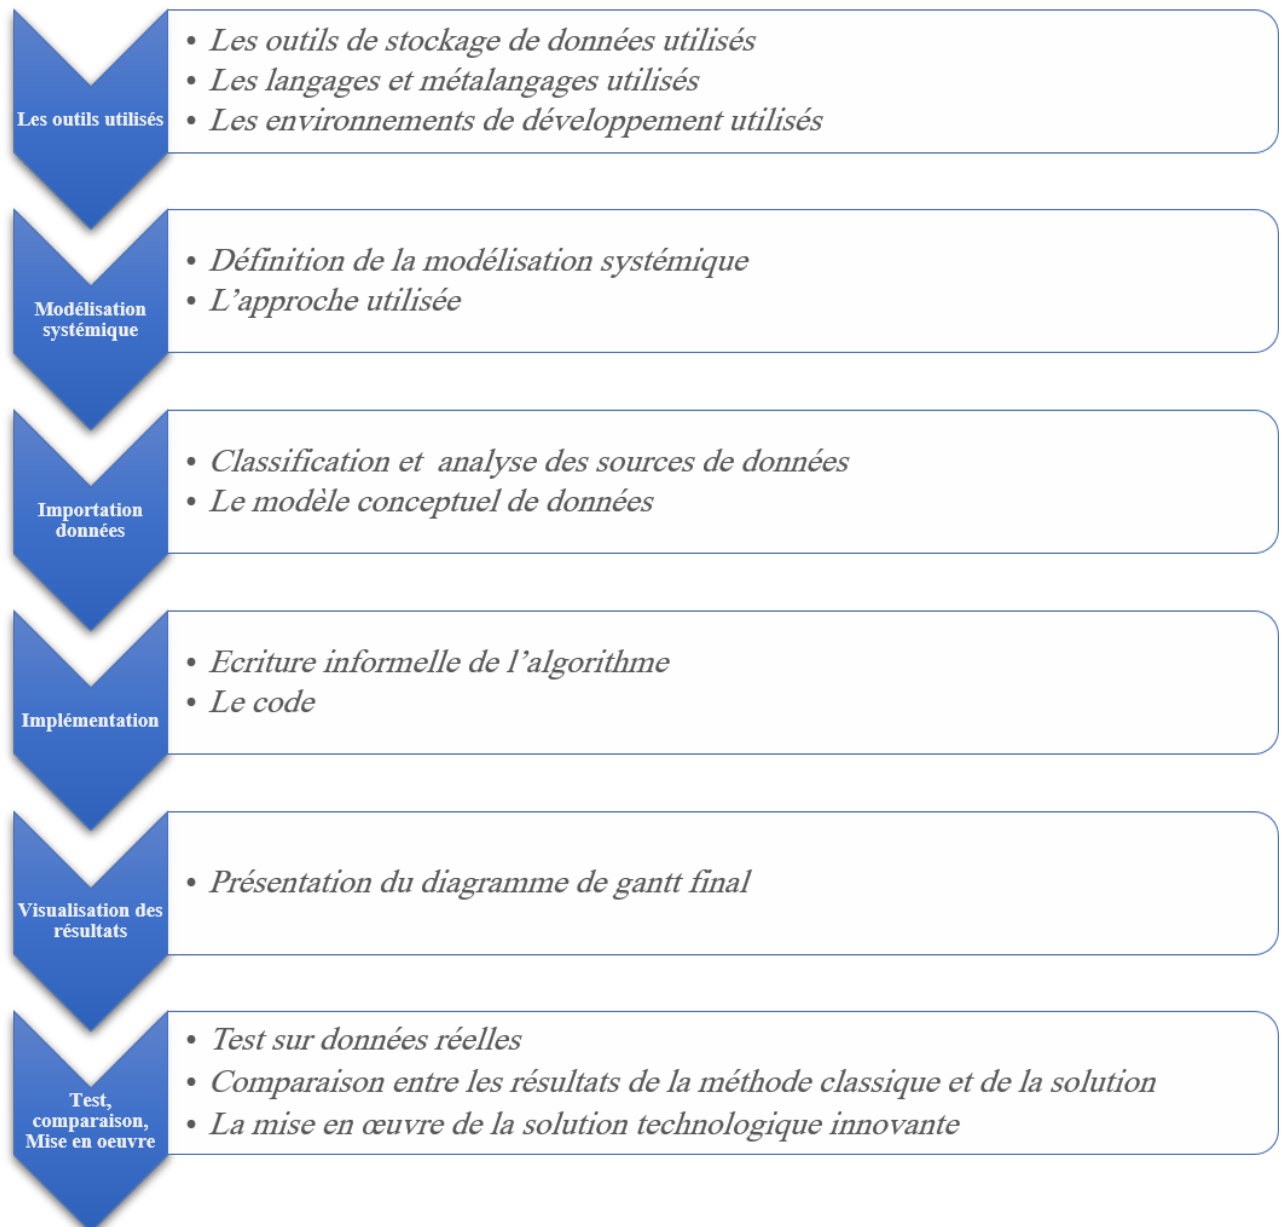 Les outils utilisés
• Les outils de stockage de données utilisés
• Les langages et métalangages utilisés
• Les environnements de développement utilisés
Modélisation
systémique
• Définition de la modélisation systémique
• L’approche utilisée
Importation
données
• Classification et analyse des sources de données
• Le modèle conceptuel de données
Implémentation
• Ecriture informelle de l’algorithme
• Le code
Visualisation des
résultats
• Présentation du diagramme de gantt final
Test,
comparaison,
Mise en oeuvre
• Test sur données réelles
• Comparaison entre les résultats de la méthode classique et de la solution
• La mise en œuvre de la solution technologique innovante